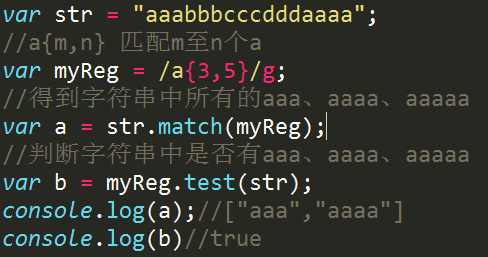 var str = "aaabbbcccdddaaaa";
//a{m,n} 匹配m至n个a
var myReg = /a{3,5}/g;
//得到字符串中所有的aaa、aaaa、aaaaa
var a = str.match(myReg);
//判断字符串中是否有aaa、aaaa、aaaaa
var b = myReg.test(str);
console.log(a);//["aaa","aaaa"]
console.log(b)//true